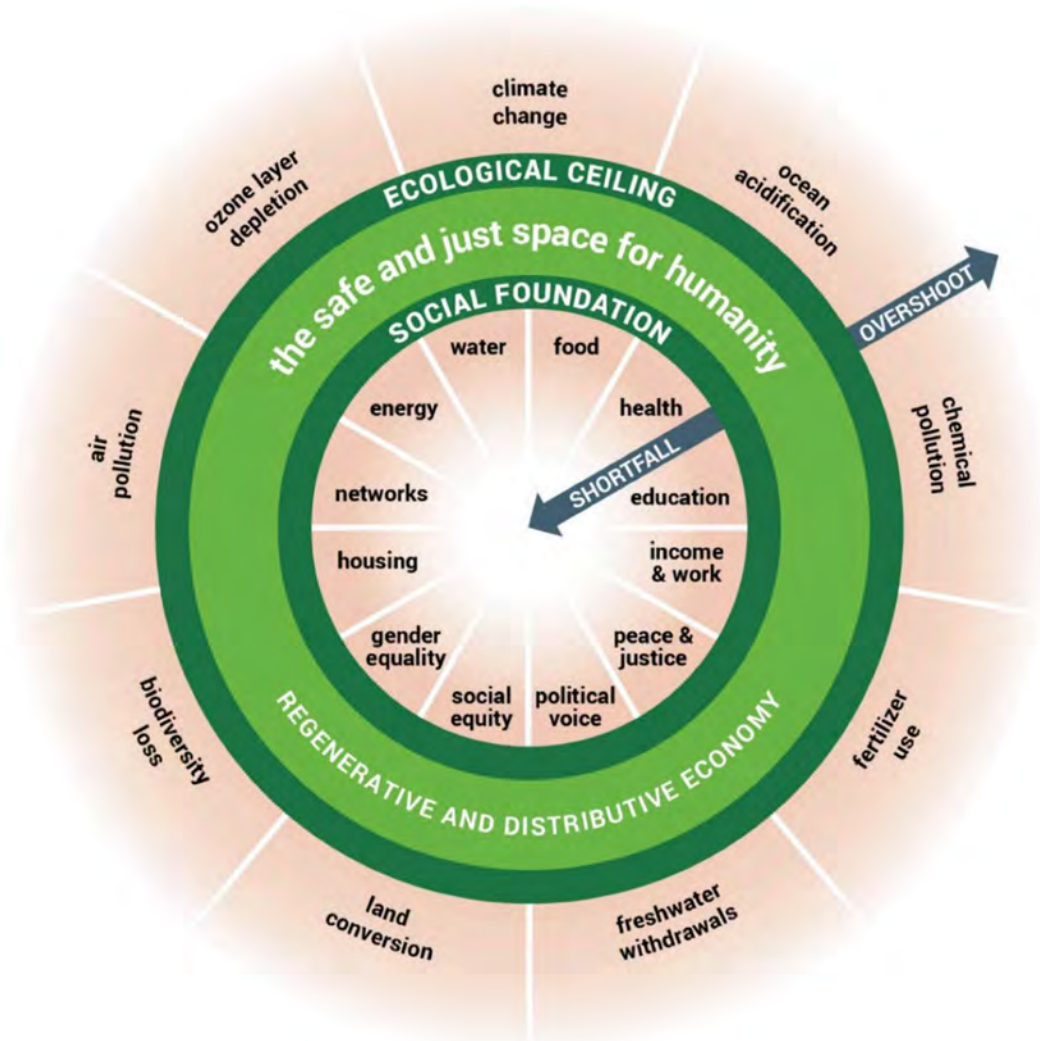 climate
change
ocean
acidification
OVERSHOOT
chemical
pollution
fertilizer
use
freshwater
withdrawals
land
conversion
biodiversity
loss
air
pollution
ozone layer
depletion
ECOLOGICAL CEILING
the safe and just space for humanity
SOCIAL FOUNDATION
water
food
health
SHORTFALL
education
income
& work
peace &
justice
political
voice
social
equity
gender
equality
housing
networks
energy
REGENERATIVE AND DISTRIBUTIVE ECONOMY